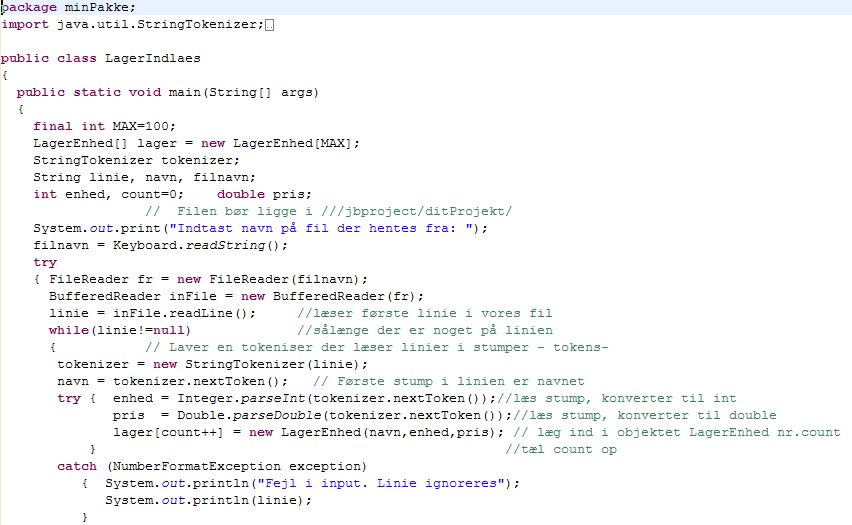 package minPakke;
import java.util.StringTokenizer;

public class LagerIndlaes
{
  public static void main(String[] args)
  {
    final int MAX=100;
    LagerEnhed[] lager = new LagerEnhed[MAX];
    StringTokenizer tokenizer;
    String linie, navn, filnavn;
    int enhed, count=0;    double pris;
                  //  Filen bør ligge i ///jbproject/ditProjekt/
    System.out.print("Indtast navn på fil der hentes fra: ");
    filnavn = Keyboard.readString();
    try
    { FileReader fr = new FileReader(filnavn);
      BufferedReader inFile = new BufferedReader(fr);
      linie = inFile.readLine();     //læser første linie i vores fil
      while(linie!=null)             //sålænge der er noget på linien
      {           // Laver en tokeniser der læser linier i stumper - tokens-
       tokenizer = new StringTokenizer(linie);
       navn = tokenizer.nextToken();   // Første stump i linien er navnet
       try {  enhed = Integer.parseInt(tokenizer.nextToken());//læs stump, konverter til int
              pris  = Double.parseDouble(tokenizer.nextToken());//læs stump, konverter til double
              lager[count++] = new LagerEnhed(navn,enhed,pris); // læg ind i objektet LagerEnhed nr.count
           }                                                   //tæl count op
       catch (NumberFormatException exception)
          {  System.out.println("Fejl i input. Linie ignoreres");
             System.out.println(linie);
          }